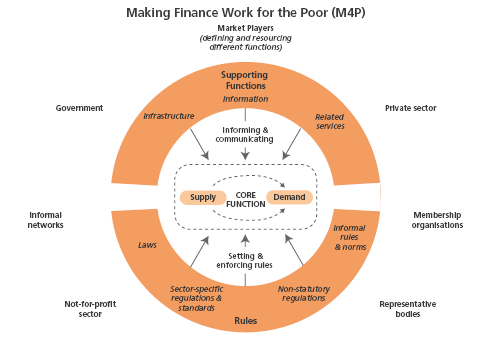 Making Finance Work for the Poor (M4P)
Market Players
(defining and resourcing
different functions)
Supporting
Functions
Information
Government
Private sector
Infrastructure
Related
services
Informing &
communicating
Supply
CORE
FUNCTION
Demand
Informal
networks
Membership
organisations
Laws
Informal
rules
& norms
Setting &
enforcing rules
Sector-specific
regulations &
standards
Non-statutory
regulations
Not-for-profit
sector
Representative
bodies
Rules